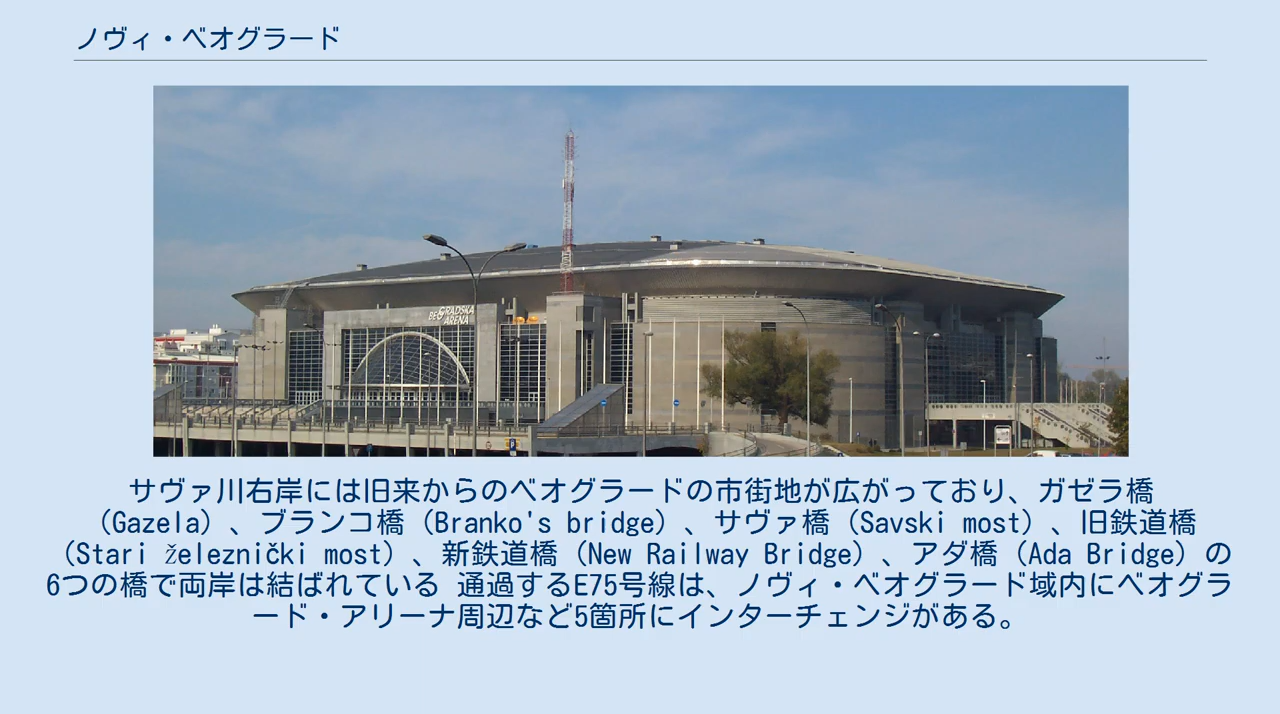 ノヴィ・ベオグラード
BEOGRADSKA
ARENA
サヴァ川右岸には旧来からのベオグラードの市街地が広がっており、ガゼラ橋
（Gazela）、ブランコ橋（Branko's bridge）、サヴァ橋（Savski most）、旧鉄道橋
（Stari železnički most）、新鉄道橋（New Railway Bridge）、アダ橋（Ada Bridge）の
6つの橋で両岸は結ばれている 通過するE75号線は、ノヴィ・ベオグラード域内にベオグラ
ード・アリーナ周辺など5箇所にインターチェンジがある。